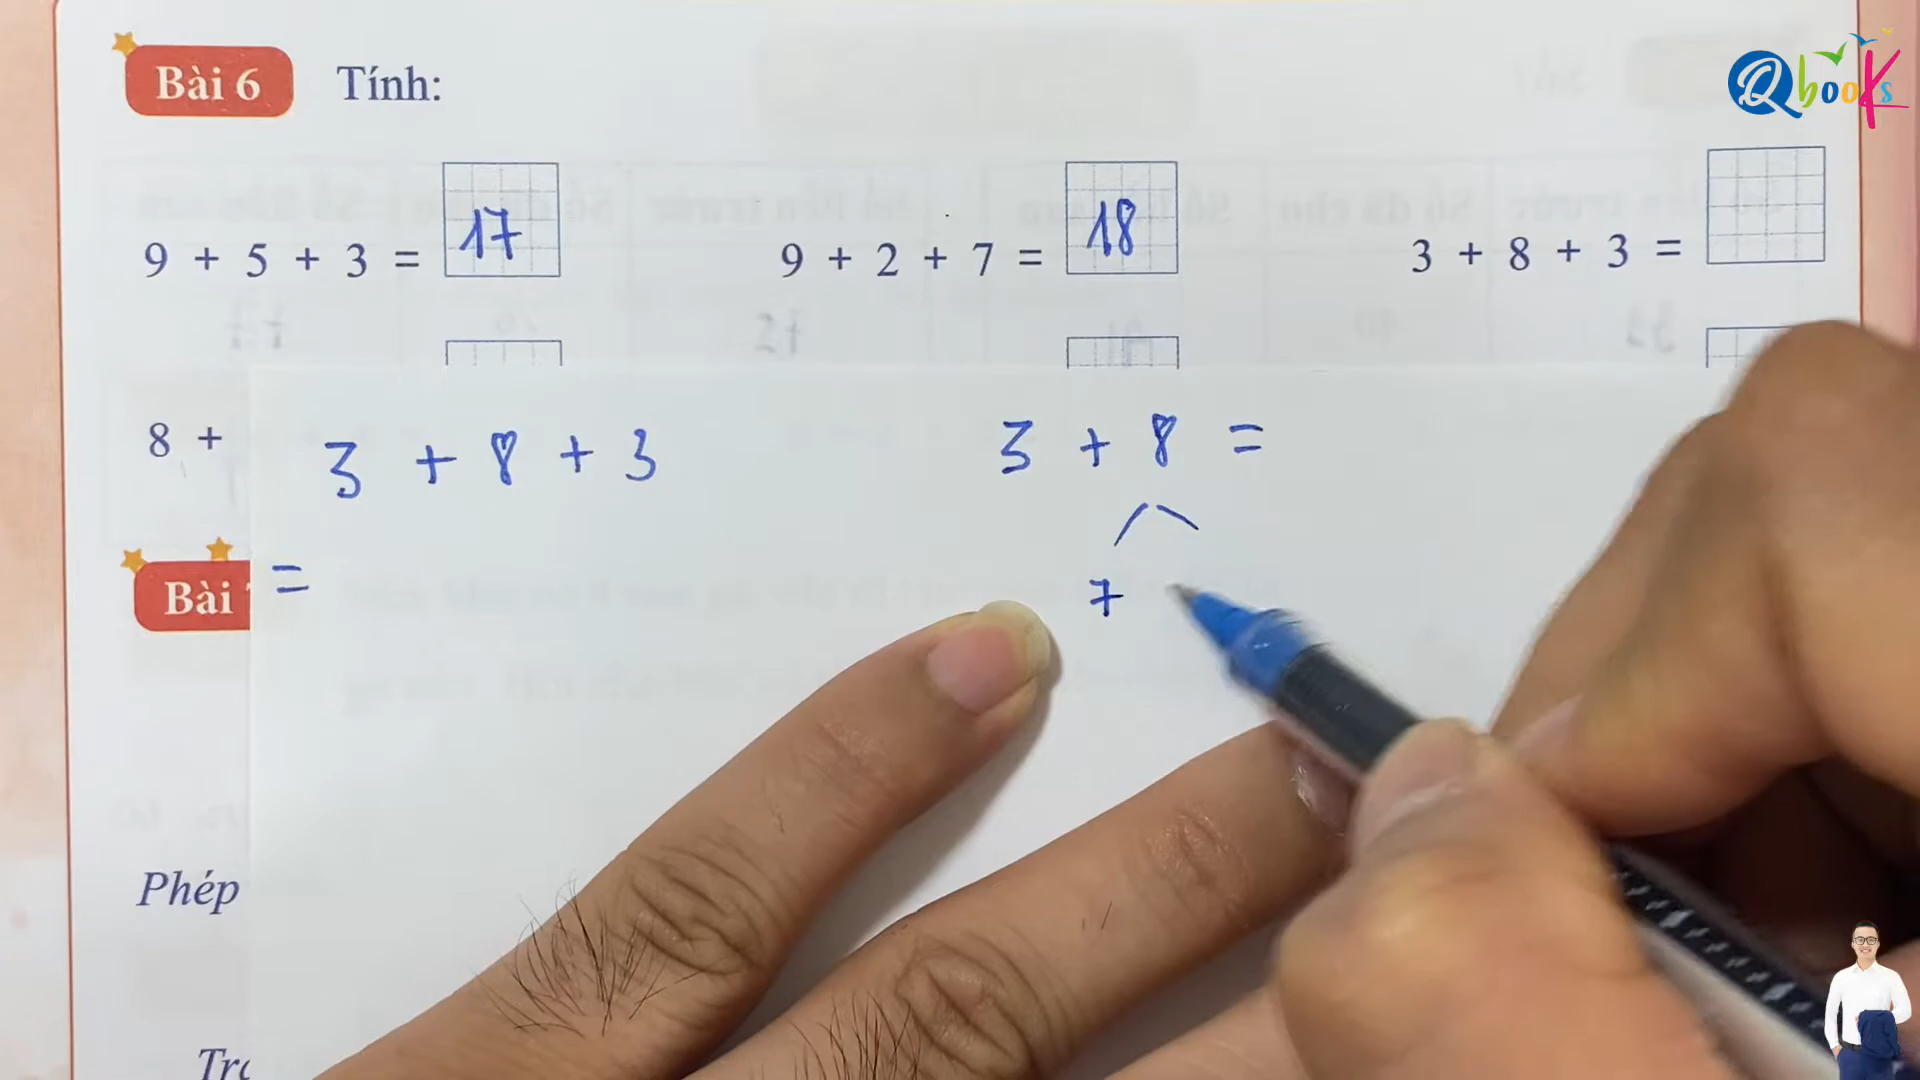 Bài 6 Tính:
Qbooks
9 + 5 + 3 = 17
9 + 2 + 7 = 18
3 + 8 + 3 =
8 +
3 + 8 + 3
3 + 8 =
7
=
Bài
Phép